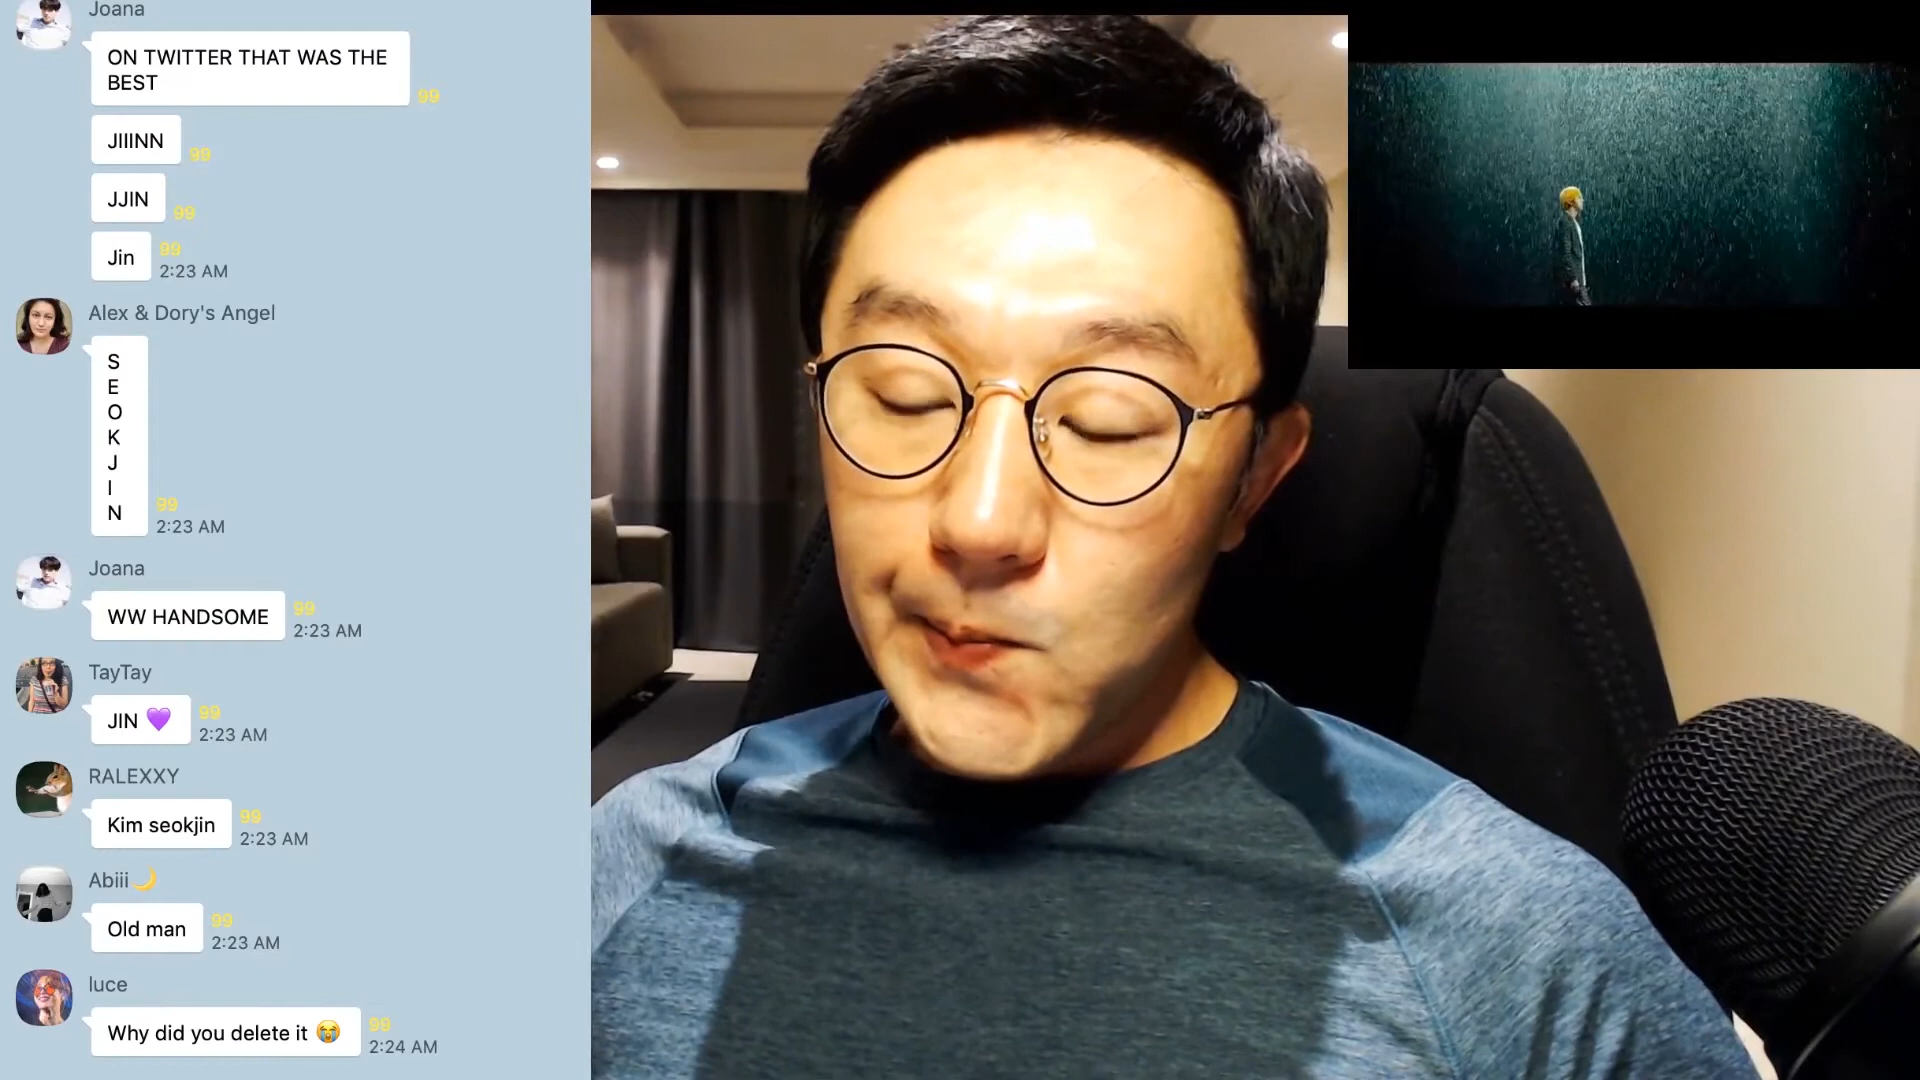 Joana
ON TWITTER THAT WAS THE
BEST
99
JIIINN
99
JJIN
99
Jin
99
2:23 AM
Alex & Dory's Angel
S
E
O
K
J
I
N
99
2:23 AM
Joana
WW HANDSOME
99
2:23 AM
TayTay
JIN 💜
99
2:23 AM
RALEXXY
Kim seokjin
99
2:23 AM
Abiii🌙
Old man
99
2:23 AM
luce
Why did you delete it 😭
99
2:24 AM